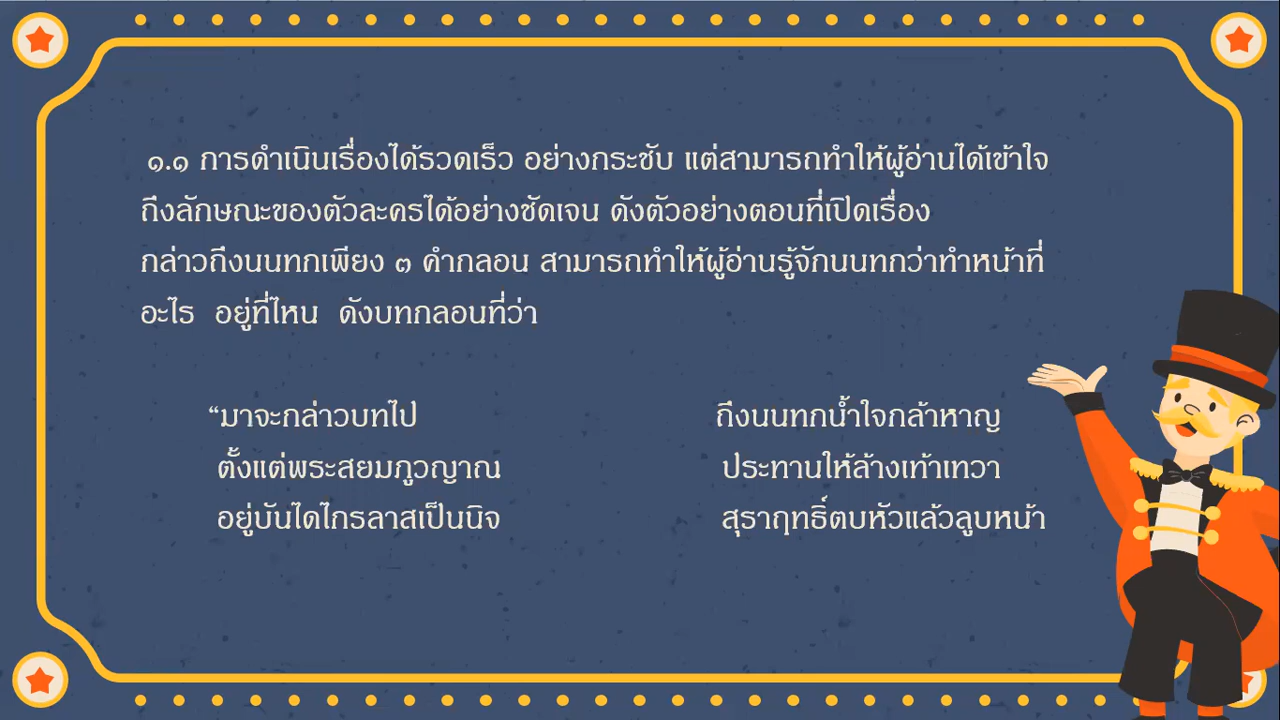 ๑.๑ การดำเนินเรื่องได้รวดเร็ว อย่างกระชับ แต่สามารถทำให้ผู้อ่านได้เข้าใจ
ถึงลักษณะของตัวละครได้อย่างชัดเจน ดังตัวอย่างตอนที่เปิดเรื่อง
กล่าวถึงนนทกเพียง ๓ คำกลอน สามารถทำให้ผู้อ่านรู้จักนนทกว่าทำหน้าที่
อะไร อยู่ที่ไหน ดังบทกลอนที่ว่า
“มาจะกล่าวบทไป ถึงนนทกน้ำใจกล้าหาญ
ตั้งแต่พระสยมภูวญาณ ประทานให้ล้างเท้าเทวา
อยู่บันไดไกรลาสเป็นนิจ สุราฤทธิ์ตบหัวแล้วลูบหน้า